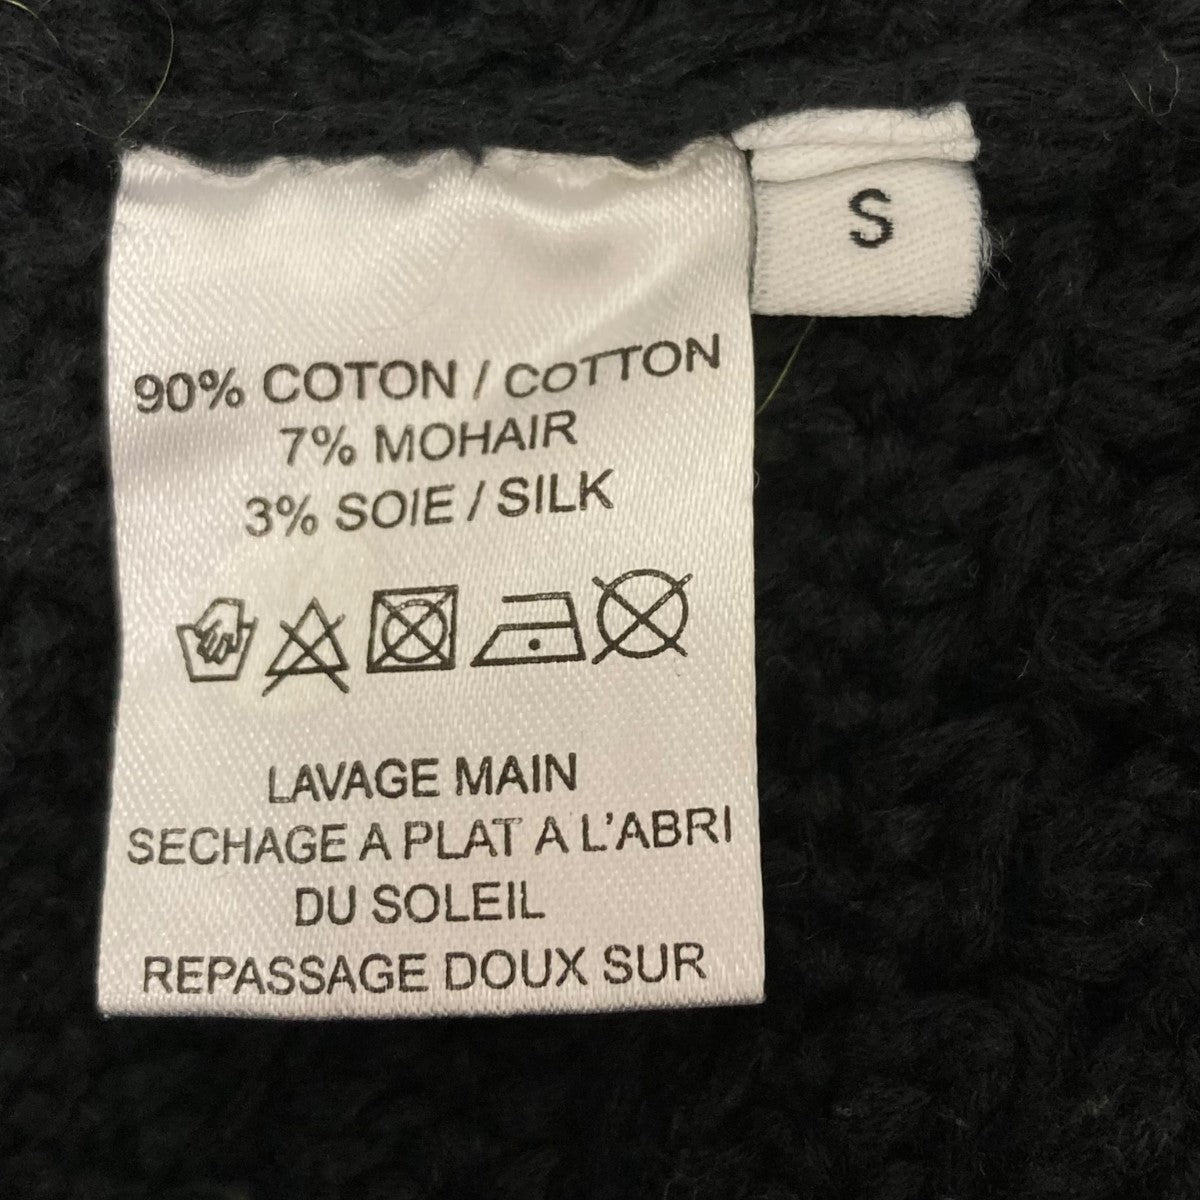 S
90% COTON / COTTON
7% MOHAIR
3% SOIE / SILK
LAVAGE MAIN
SECHAGE A PLAT A L'ABRI
DU SOLEIL
REPASSAGE DOUX SUR